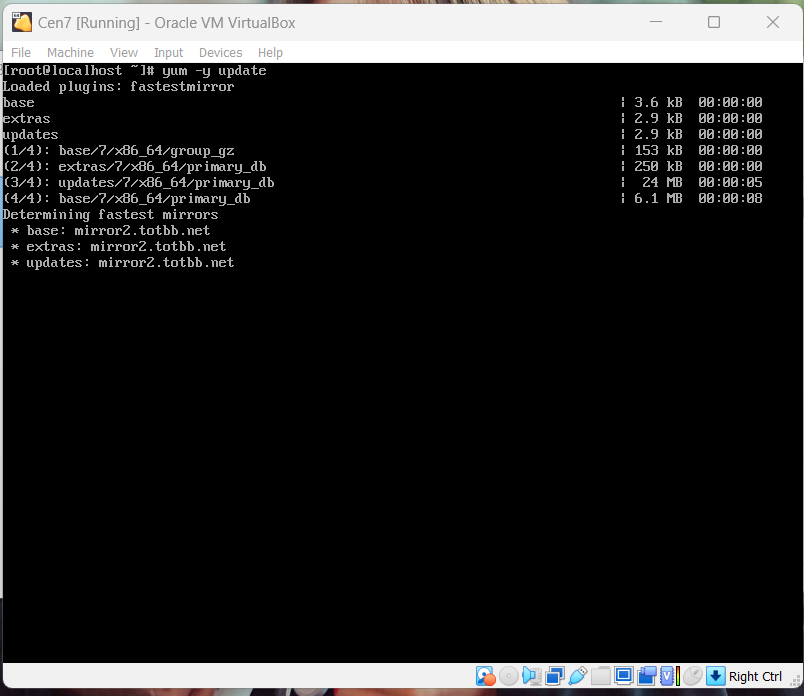 Cen7 [Running] - Oracle VM VirtualBox
File Machine View Input Devices Help
[root@localhost ~]# yum -y update
Loaded plugins: fastestmirror
base | 3.6 kB 00:00:00
extras | 2.9 kB 00:00:00
updates | 2.9 kB 00:00:00
(1/4): base/7/x86_64/group_gz | 153 kB 00:00:00
(2/4): extras/7/x86_64/primary_db | 250 kB 00:00:00
(3/4): updates/7/x86_64/primary_db | 24 MB 00:00:05
(4/4): base/7/x86_64/primary_db | 6.1 MB 00:00:08
Determining fastest mirrors
* base: mirror2.totbb.net
* extras: mirror2.totbb.net
* updates: mirror2.totbb.net
Right Ctrl